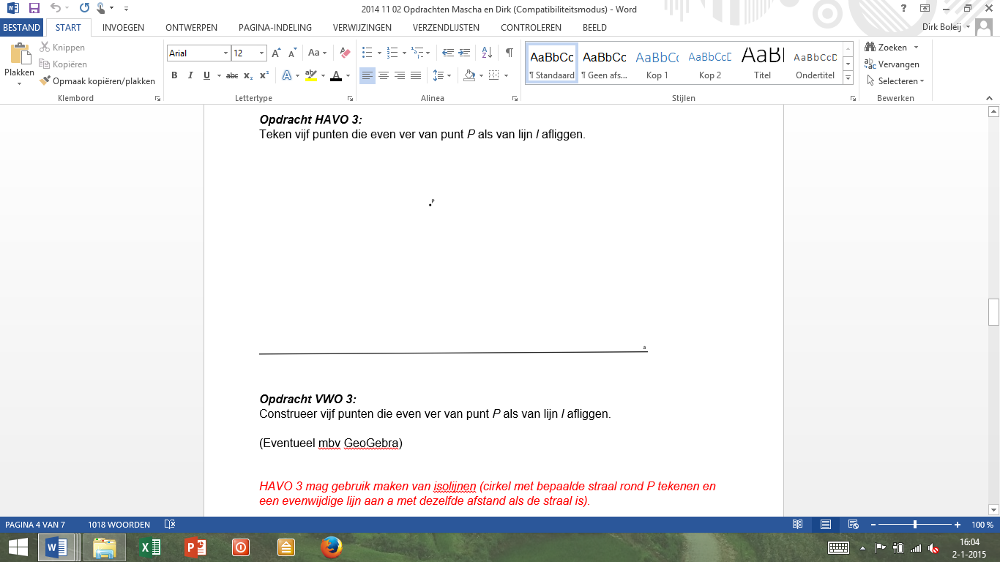 2014 11 02 Opdrachten Mascha en Dirk (Compatibiliteitsmodus) - Word
BESTAND START INVOEGEN ONTWERPEN PAGINA-INDELING VERWIJZINGEN VERZENDLIJSTEN CONTROLEREN BEELD Dirk Boleij
Plakken
Knippen
Kopiëren
Opmaak kopiëren/plakken
Klembord
Arial 12
Lettertype
Alinea
AaBbCc AaBbCc AaBbC AaBbCcD AaB AaBbCcD
¶ Standaard ¶ Geen afs... Kop 1 Kop 2 Titel Ondertitel
Stijlen
Zoeken
Vervangen
Selecteren
Bewerken
Opdracht HAVO 3:
Teken vijf punten die even ver van punt P als van lijn l afliggen.
P
a
Opdracht VWO 3:
Construeer vijf punten die even ver van punt P als van lijn l afliggen.
(Eventueel mbv GeoGebra)
HAVO 3 mag gebruik maken van isolijnen (cirkel met bepaalde straal rond P tekenen en
een evenwijdige lijn aan a met dezelfde afstand als de straal is).
PAGINA 4 VAN 7 1018 WOORDEN 100 %
16:04
2-1-2015